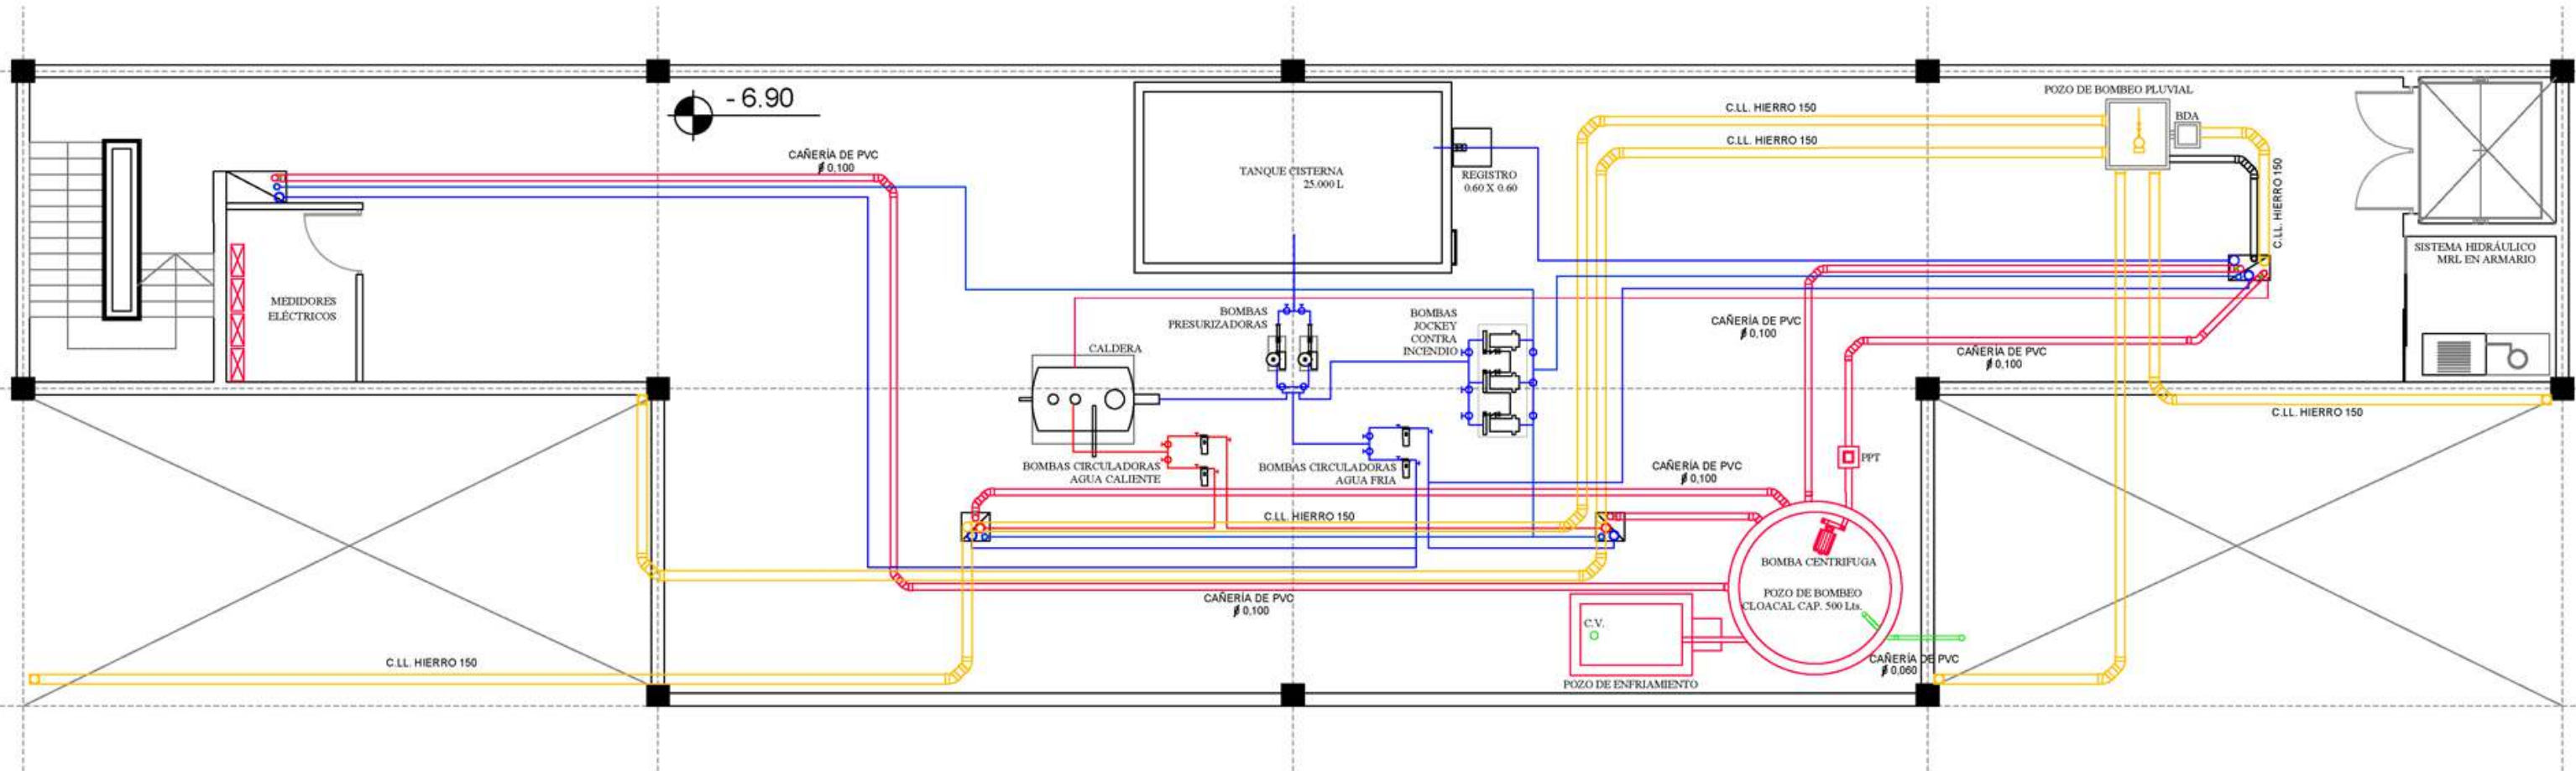 - 6.90
CAÑERÍA DE PVC
∅ 0,100
MEDIDORES
ELÉCTRICOS
TANQUE CISTERNA
25.000 L
REGISTRO
0.60 X 0.60
C.LL. HIERRO 150
C.LL. HIERRO 150
POZO DE BOMBEO PLUVIAL
BDA
C.LL. HIERRO 150
SISTEMA HIDRÁULICO
MRL EN ARMARIO
BOMBAS
PRESURIZADORAS
BOMBAS
JOCKEY
CONTRA
INCENDIO
CALDERA
CAÑERÍA DE PVC
∅ 0,100
CAÑERÍA DE PVC
∅ 0,100
C.LL. HIERRO 150
BOMBAS CIRCULADORAS
AGUA CALIENTE
BOMBAS CIRCULADORAS
AGUA FRIA
CAÑERÍA DE PVC
∅ 0,100
PPT
C.LL. HIERRO 150
BOMBA CENTRIFUGA
POZO DE BOMBEO
CLOACAL CAP. 500 Lts.
CAÑERÍA DE PVC
∅ 0,100
C.V.
C.LL. HIERRO 150
CAÑERÍA DE PVC
∅ 0,060
POZO DE ENFRIAMIENTO